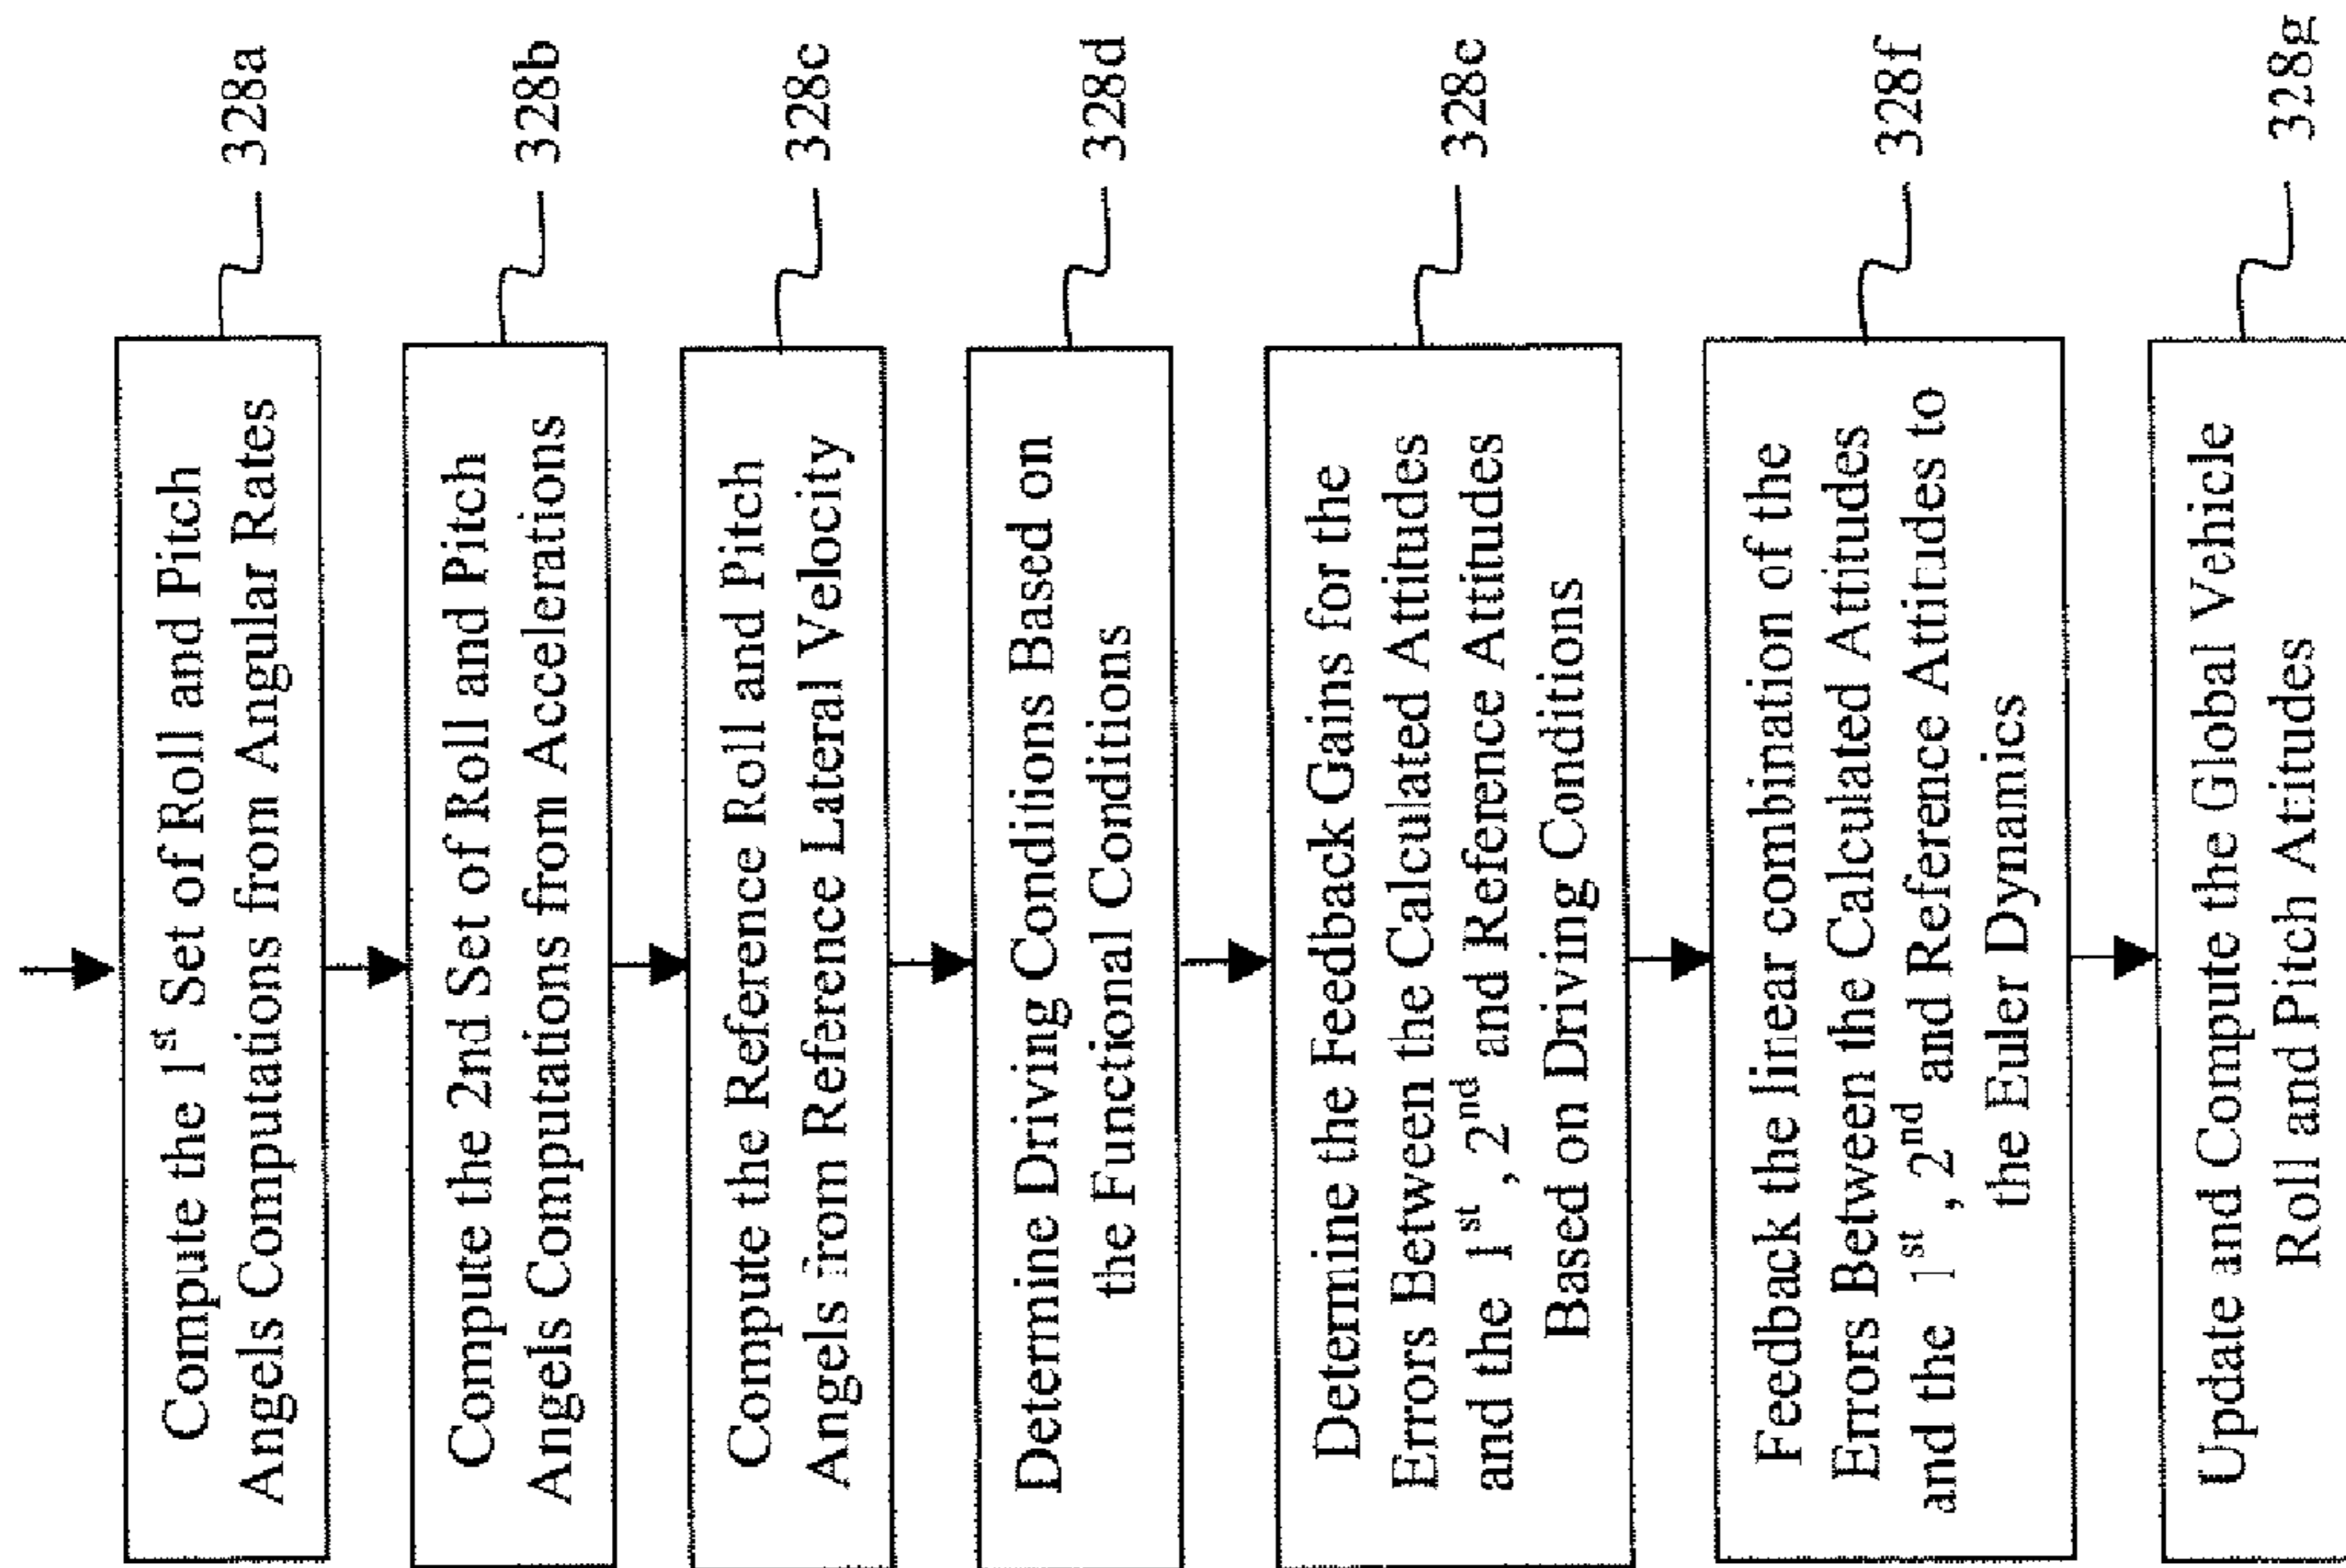 Compute the 1st Set of Roll and Pitch
Angels Computations from Angular Rates
328a
Compute the 2nd Set of Roll and Pitch
Angels Computations from Accelerations
328b
Compute the Reference Roll and Pitch
Angels from Reference Lateral Velocity
328c
Determine Driving Conditions Based on
the Functional Conditions
328d
Determine the Feedback Gains for the
Errors Between the Calculated Attitudes
and the 1st, 2nd and Reference Attitudes
Based on Driving Conditions
328e
Feedback the linear combination of the
Errors Between the Calculated Attitudes
and the 1st, 2nd and Reference Attitudes to
the Euler Dynamics
328f
Update and Compute the Global Vehicle
Roll and Pitch Attitudes
328g